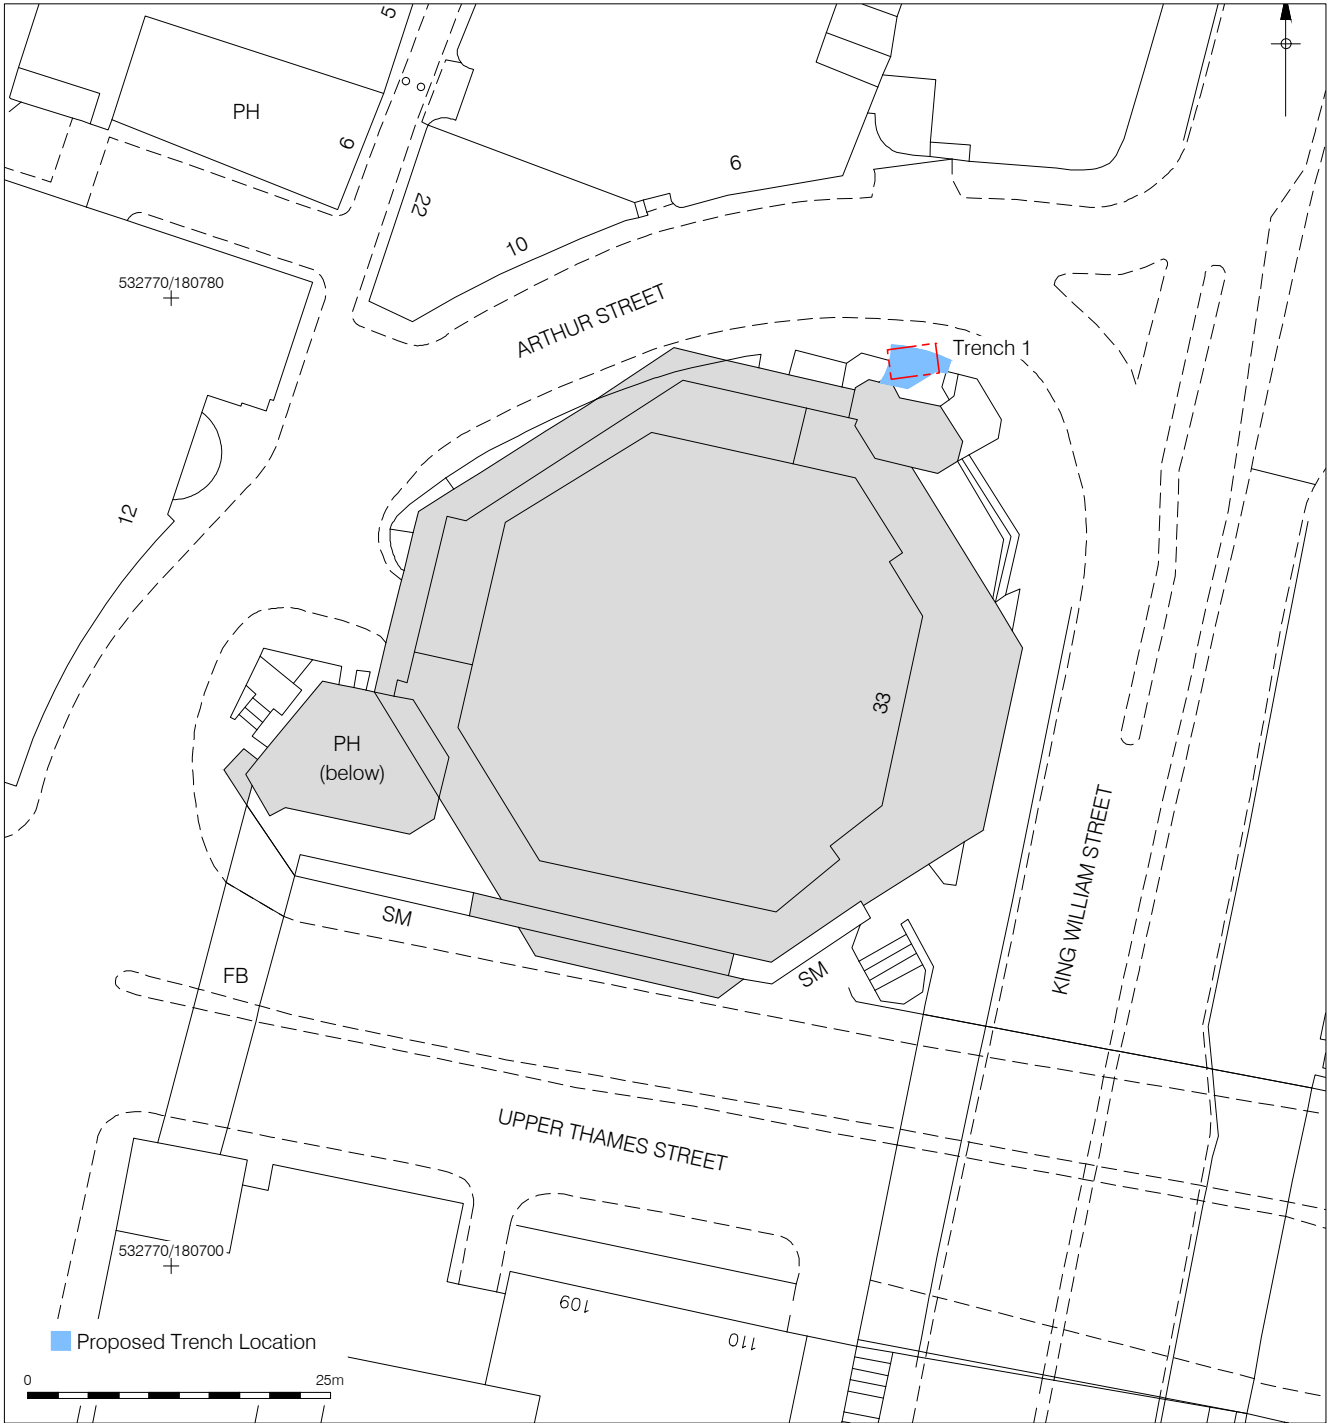 5
PH
9
6
22
10
532770/180780
ARTHUR STREET
Trench 1
12
33
PH
(below)
KING WILLIAM STREET
SM
SM
FB
UPPER THAMES STREET
532770/180700
109
110
Proposed Trench Location
0 25m